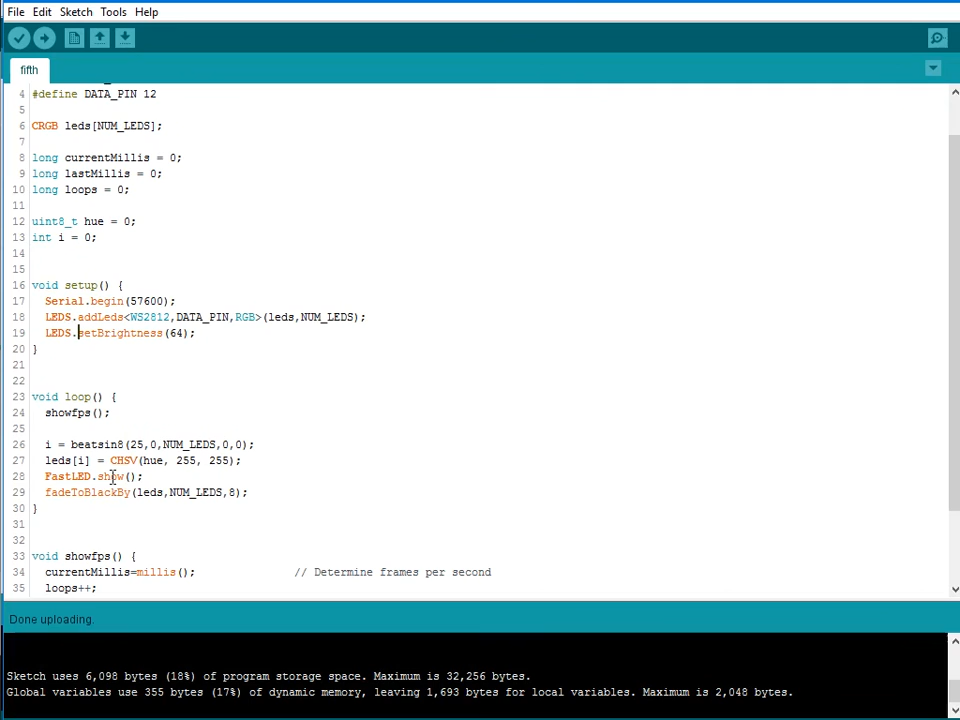 File Edit Sketch Tools Help
fifth
4 #define DATA_PIN 12
5
6 CRGB leds[NUM_LEDS];
7
8 long currentMillis = 0;
9 long lastMillis = 0;
10 long loops = 0;
11
12 uint8_t hue = 0;
13 int i = 0;
14
15
16 void setup() {
17 Serial.begin(57600);
18 LEDS.addLeds<WS2812,DATA_PIN,RGB>(leds,NUM_LEDS);
19 LEDS.setBrightness(64);
20 }
21
22
23 void loop() {
24 showfps();
25
26 i = beatsin8(25,0,NUM_LEDS,0,0);
27 leds[i] = CHSV(hue, 255, 255);
28 FastLED.show();
29 fadeToBlackBy(leds,NUM_LEDS,8);
30 }
31
32
33 void showfps() {
34 currentMillis=millis(); // Determine frames per second
35 loops++;
Done uploading.
Sketch uses 6,098 bytes (18%) of program storage space. Maximum is 32,256 bytes.
Global variables use 355 bytes (17%) of dynamic memory, leaving 1,693 bytes for local variables. Maximum is 2,048 bytes.